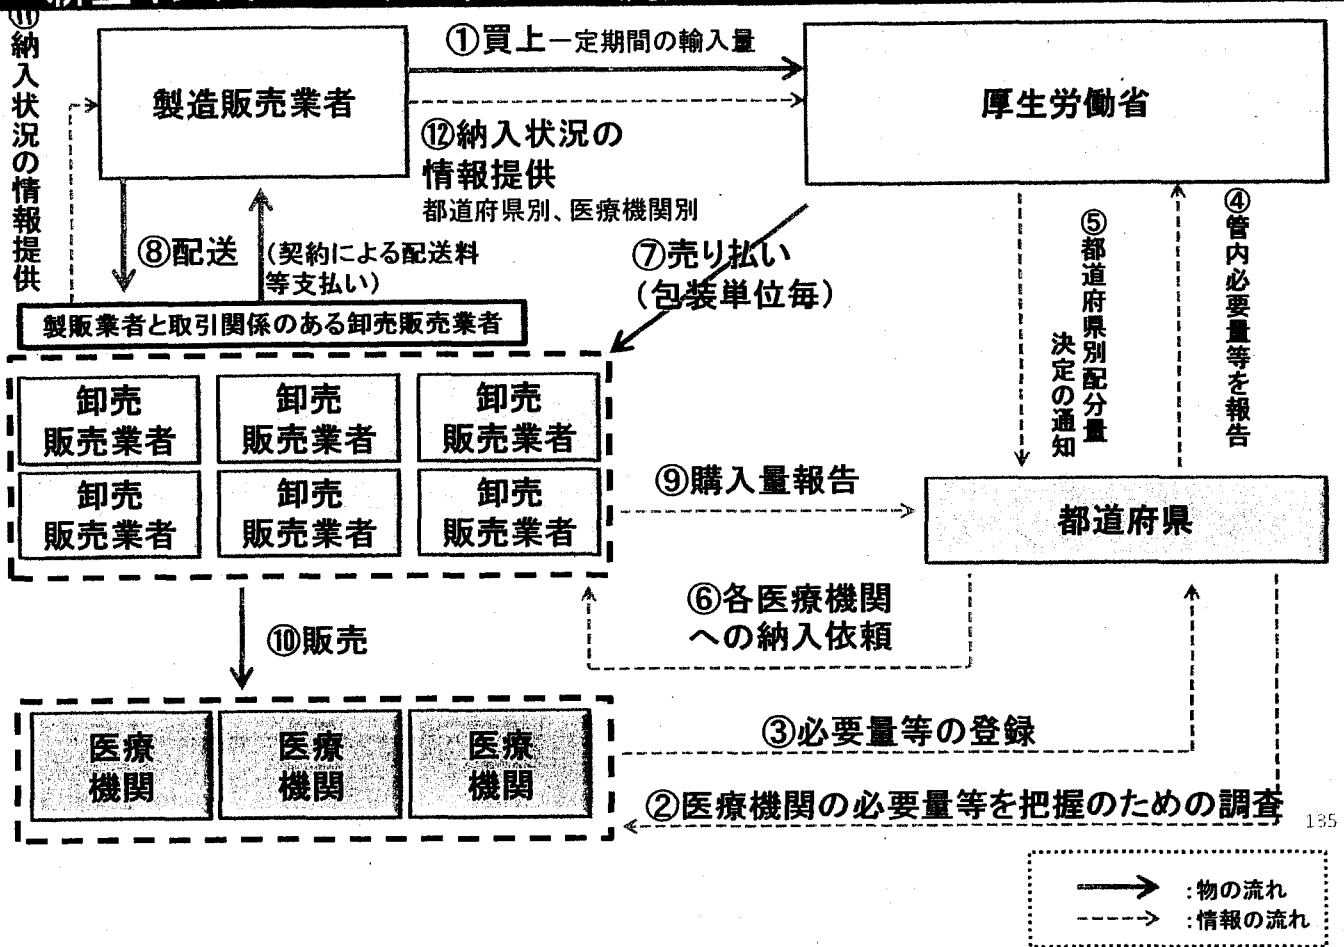 ①買上－一定期間の輸入量
製造販売業者
厚生労働省
⑪納入状況の情報提供
⑫納入状況の
情報提供
都道府県別、医療機関別
⑧配送
(契約による配送料
等支払い)
⑦売り払い
(包装単位毎)
⑤都道府県別配分量
決定の通知
④管内必要量等を報告
製販業者と取引関係のある卸売販売業者
卸売
販売業者
卸売
販売業者
卸売
販売業者
卸売
販売業者
卸売
販売業者
卸売
販売業者
⑨購入量報告
都道府県
⑥各医療機関
への納入依頼
⑩販売
医療
機関
医療
機関
医療
機関
③必要量等の登録
②医療機関の必要量等を把握のための調査
135
:物の流れ
:情報の流れ